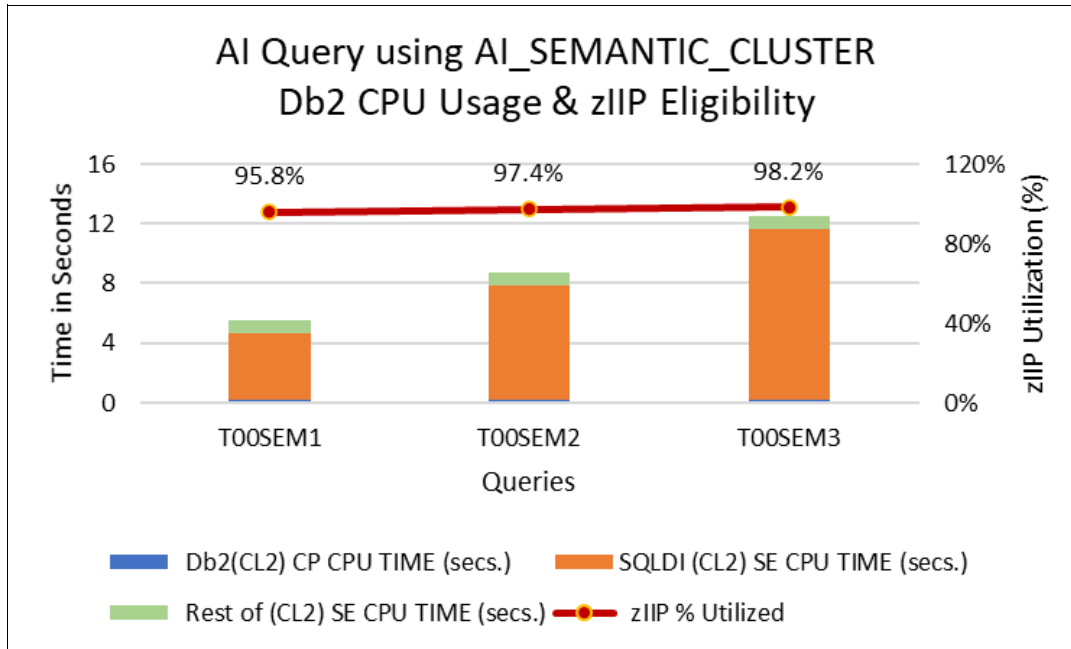 AI Query using AI_SEMANTIC_CLUSTER
Db2 CPU Usage & zIIP Eligibility
Time in Seconds
16
12
8
4
0
95.8%
97.4%
98.2%
120%
80%
40%
0%
zIIP Utilization (%)
T00SEM1
T00SEM2
T00SEM3
Queries
Db2(CL2) CP CPU TIME (secs.)
SQLDI (CL2) SE CPU TIME (secs.)
Rest of (CL2) SE CPU TIME (secs.)
zIIP % Utilized